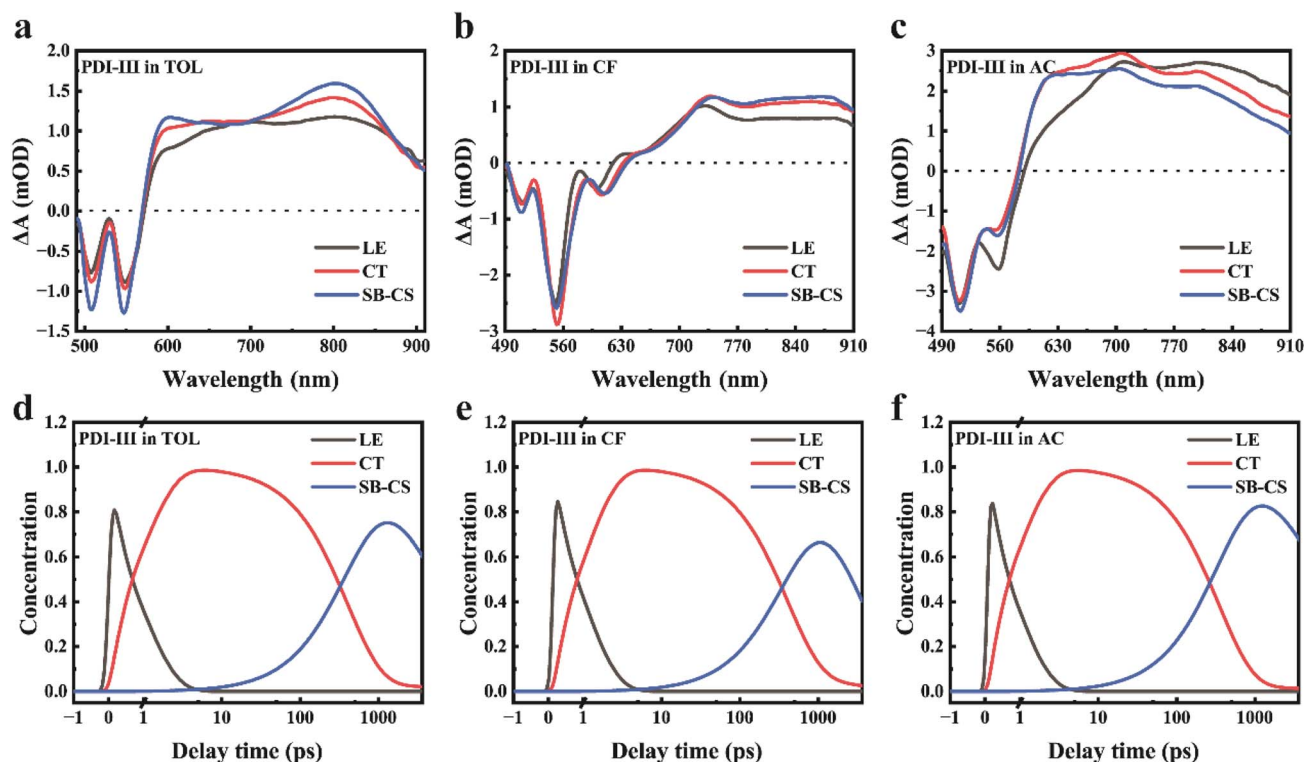 a
PDI-III in TOL
ΔA (mOD)
2.0
1.5
1.0
0.5
0.0
−0.5
−1.0
−1.5
LE
CT
SB-CS
490 600 700 800 900
Wavelength (nm)
b
PDI-III in CF
ΔA (mOD)
2
1
0
−1
−2
−3
LE
CT
SB-CS
490 560 630 700 770 840 910
Wavelength (nm)
c
PDI-III in AC
ΔA (mOD)
3
2
1
0
−1
−2
−3
−4
LE
CT
SB-CS
490 560 630 700 770 840 910
Wavelength (nm)
d
PDI-III in TOL
Concentration
1.2
1.0
0.8
0.6
0.4
0.2
0.0
LE
CT
SB-CS
−1 0 1 10 100 1000
Delay time (ps)
e
PDI-III in CF
Concentration
1.2
1.0
0.8
0.6
0.4
0.2
0.0
LE
CT
SB-CS
−1 0 1 10 100 1000
Delay time (ps)
f
PDI-III in AC
Concentration
1.2
1.0
0.8
0.6
0.4
0.2
0.0
LE
CT
SB-CS
−1 0 1 10 100 1000
Delay time (ps)